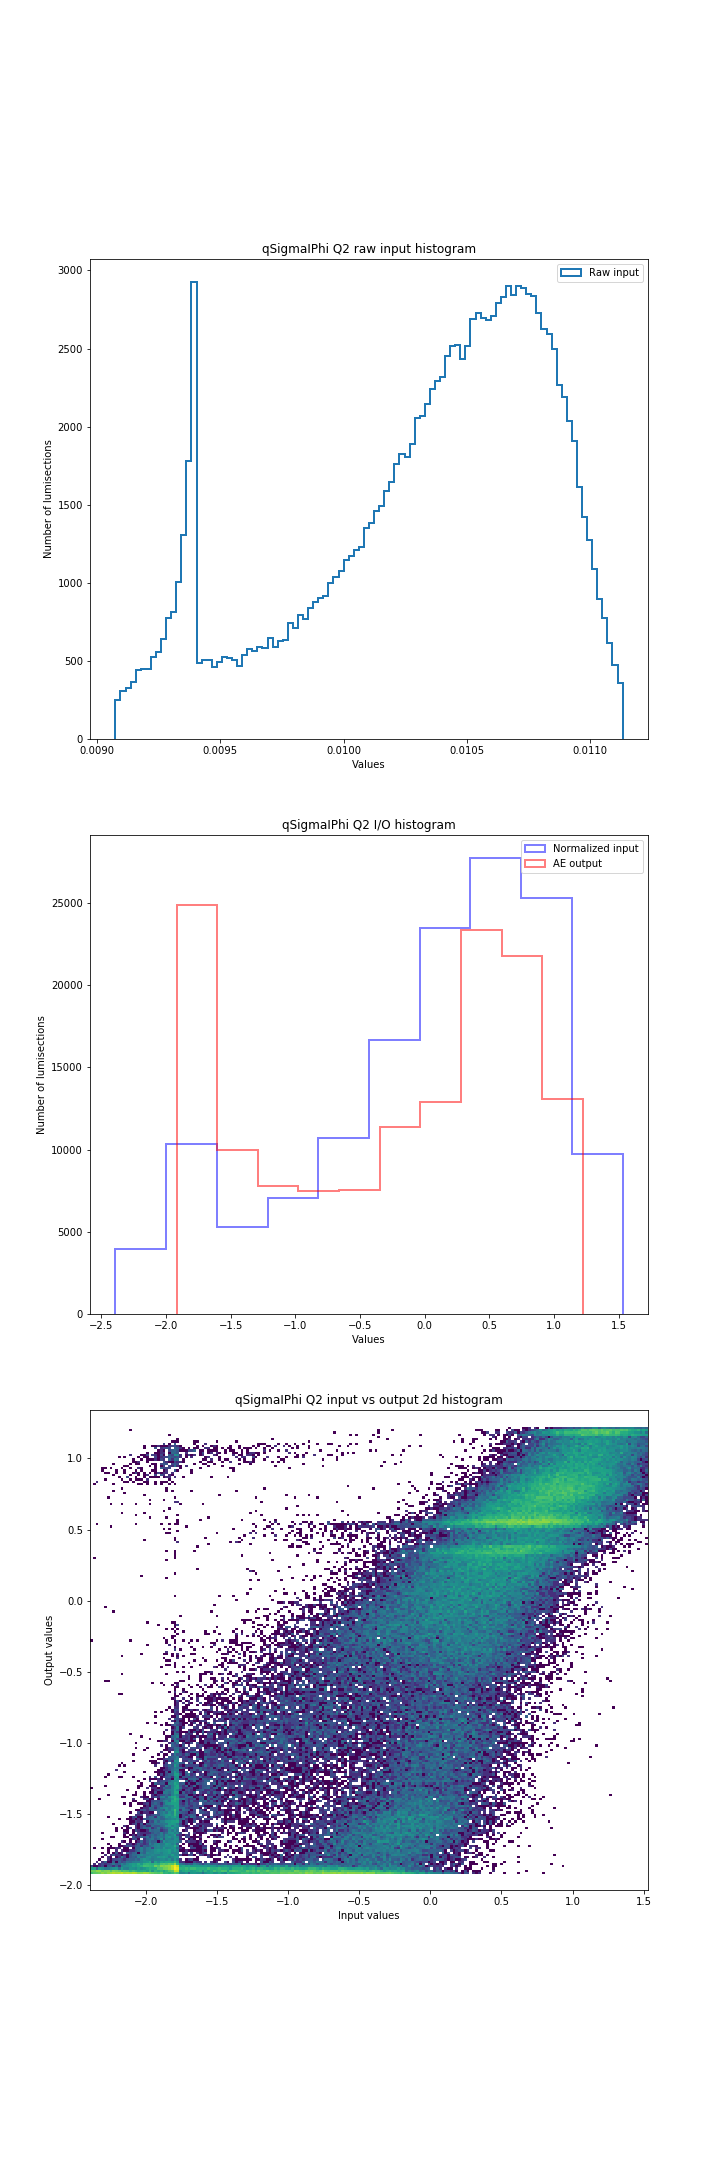 qSigmaIPhi Q2 raw input histogram
Raw input
3000
2500
2000
1500
1000
500
0
Number of lumisections
0.0090 0.0095 0.0100 0.0105 0.0110
Values
qSigmaIPhi Q2 I/O histogram
Normalized input
AE output
25000
20000
15000
10000
5000
0
Number of lumisections
−2.5 −2.0 −1.5 −1.0 −0.5 0.0 0.5 1.0 1.5
Values
qSigmaIPhi Q2 input vs output 2d histogram
1.0
0.5
0.0
−0.5
−1.0
−1.5
−2.0
Output values
−2.0 −1.5 −1.0 −0.5 0.0 0.5 1.0 1.5
Input values